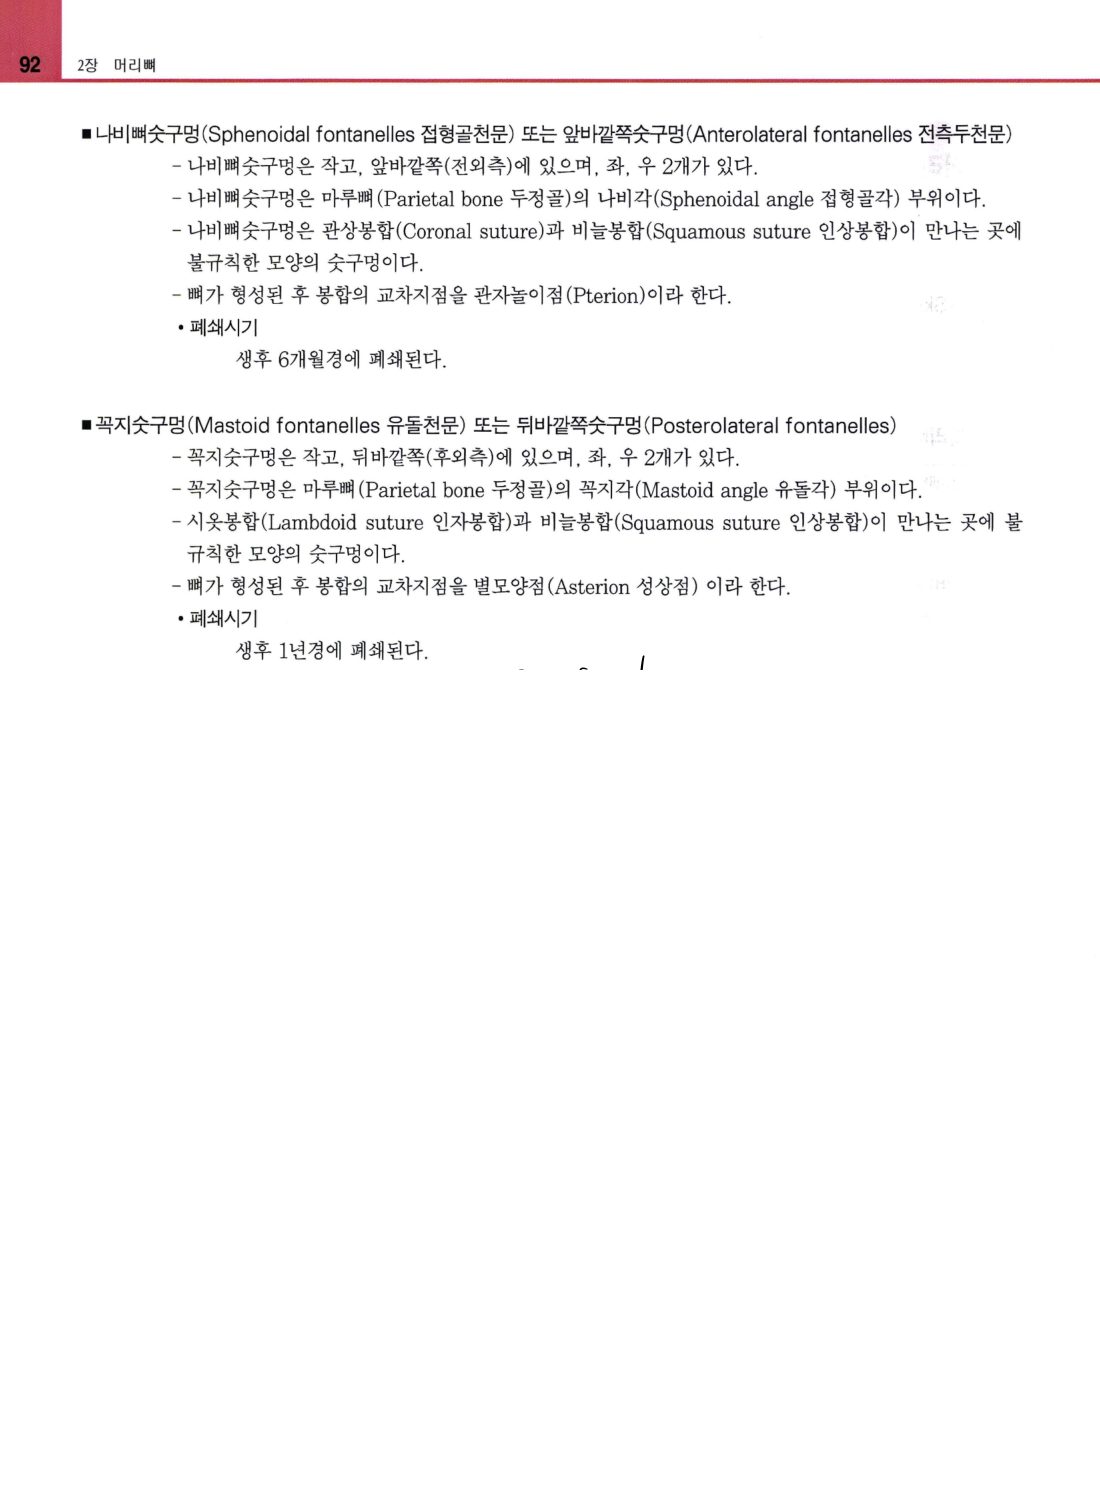 92
2장 머리뼈
■ 나비뼈숫구멍(Sphenoidal fontanelles 접형골천문) 또는 앞바깥쪽숫구멍(Anterolateral fontanelles 전측두천문)
- 나비뼈숫구멍은 작고, 앞바깥쪽(전외측)에 있으며, 좌, 우 2개가 있다.
- 나비뼈숫구멍은 마루뼈(Parietal bone 두정골)의 나비각(Sphenoidal angle 접형골각) 부위이다.
- 나비뼈숫구멍은 관상봉합(Coronal suture)과 비늘봉합(Squamous suture 인상봉합)이 만나는 곳에
불규칙한 모양의 숫구멍이다.
- 뼈가 형성된 후 봉합의 교차지점을 관자놀이점(Pterion)이라 한다.
• 폐쇄시기
생후 6개월경에 폐쇄된다.
■ 꼭지숫구멍(Mastoid fontanelles 유돌천문) 또는 뒤바깥쪽숫구멍(Posterolateral fontanelles)
- 꼭지숫구멍은 작고, 뒤바깥쪽(후외측)에 있으며, 좌, 우 2개가 있다.
- 꼭지숫구멍은 마루뼈(Parietal bone 두정골)의 꼭지각(Mastoid angle 유돌각) 부위이다.
- 시옷봉합(Lambdoid suture 인자봉합)과 비늘봉합(Squamous suture 인상봉합)이 만나는 곳에 불
규칙한 모양의 숫구멍이다.
- 뼈가 형성된 후 봉합의 교차지점을 별모양점(Asterion 성상점) 이라 한다.
• 폐쇄시기
생후 1년경에 폐쇄된다.